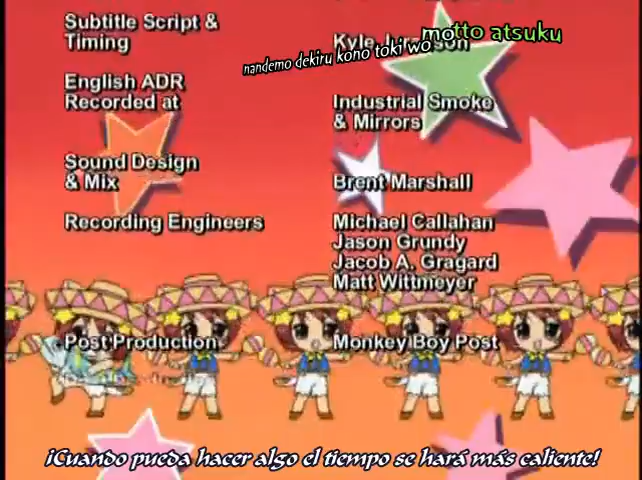 Subtitle Script &
Timing
Kyle
motto atsuku
nandemo dekiru kono toki wo
English ADR
Recorded at
Industrial Smoke
& Mirrors
Sound Design
& Mix
Brent Marshall
Recording Engineers
Michael Callahan
Jason Grundy
Jacob A. Gragard
Matt Wittmeyer
Post Production
Monkey Boy Post
¡Cuando pueda hacer algo el tiempo se hará más caliente!